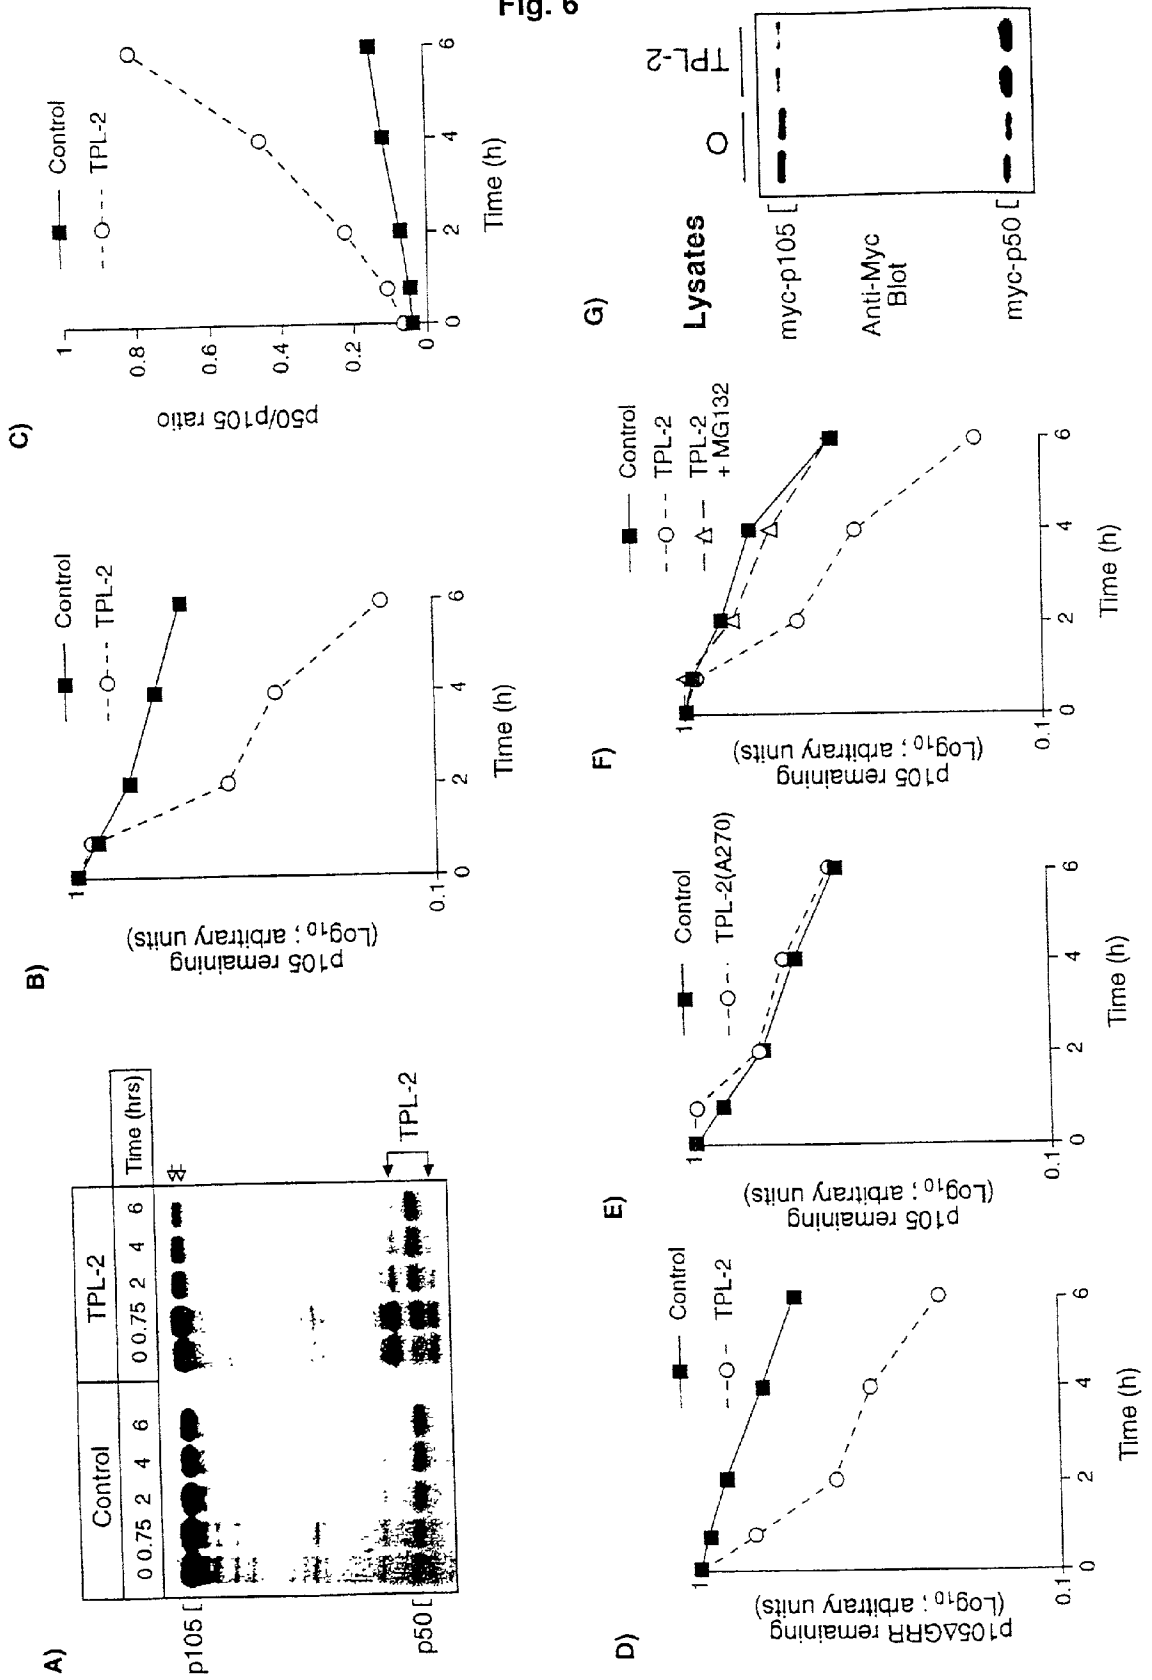 Fig. 6
A)
Control
TPL-2
0 0.75 2 4 6
0 0.75 2 4 6
Time (hrs)
p105 [
p50 [
TPL-2
B)
Control
TPL-2
p105 remaining
(Log10 ; arbitrary units)
1
0.1
0 2 4 6
Time (h)
C)
Control
TPL-2
p50/p105 ratio
1
0.8
0.6
0.4
0.2
0
0 2 4 6
Time (h)
D)
Control
TPL-2
p105ΔGRR remaining
(Log10 ; arbitrary units)
1
0.1
0 2 4 6
Time (h)
E)
Control
TPL-2(A270)
p105 remaining
(Log10 ; arbitrary units)
1
0.1
0 2 4 6
Time (h)
F)
Control
TPL-2
TPL-2
+ MG132
p105 remaining
(Log10 ; arbitrary units)
1
0.1
0 2 4 6
Time (h)
G)
Lysates
O
TPL-2
myc-p105 [
Anti-Myc
Blot
myc-p50 [